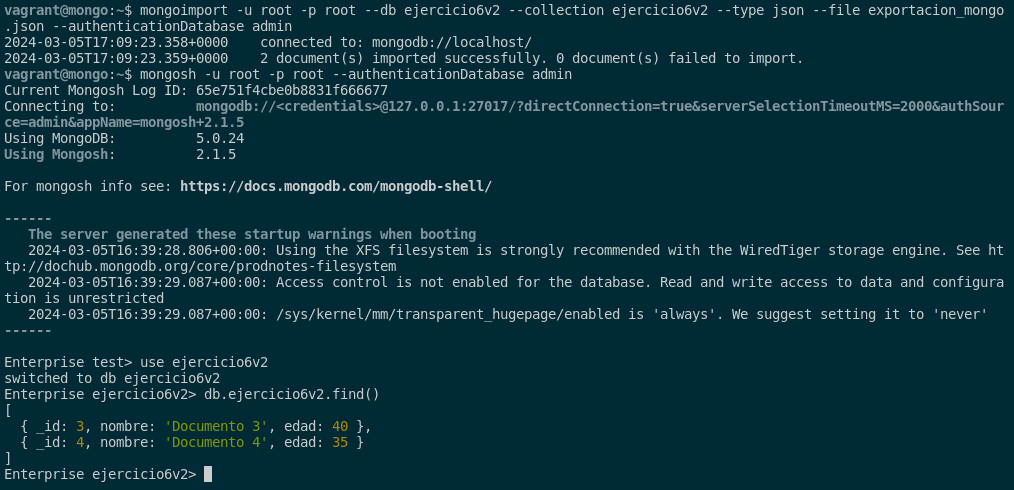 vagrant@mongo:~$ mongoimport -u root -p root --db ejercicio6v2 --collection ejercicio6v2 --type json --file exportacion_mongo
.json --authenticationDatabase admin
2024-03-05T17:09:23.358+0000    connected to: mongodb://localhost/
2024-03-05T17:09:23.359+0000    2 document(s) imported successfully. 0 document(s) failed to import.
vagrant@mongo:~$ mongosh -u root -p root --authenticationDatabase admin
Current Mongosh Log ID: 65e751f4cbe0b8831f666677
Connecting to:          mongodb://<credentials>@127.0.0.1:27017/?directConnection=true&serverSelectionTimeoutMS=2000&authSour
ce=admin&appName=mongosh+2.1.5
Using MongoDB:          5.0.24
Using Mongosh:          2.1.5

For mongosh info see: https://docs.mongodb.com/mongodb-shell/

------
   The server generated these startup warnings when booting
   2024-03-05T16:39:28.806+00:00: Using the XFS filesystem is strongly recommended with the WiredTiger storage engine. See ht
tp://dochub.mongodb.org/core/prodnotes-filesystem
   2024-03-05T16:39:29.087+00:00: Access control is not enabled for the database. Read and write access to data and configura
tion is unrestricted
   2024-03-05T16:39:29.087+00:00: /sys/kernel/mm/transparent_hugepage/enabled is 'always'. We suggest setting it to 'never'
------

Enterprise test> use ejercicio6v2
switched to db ejercicio6v2
Enterprise ejercicio6v2> db.ejercicio6v2.find()
[
  { _id: 3, nombre: 'Documento 3', edad: 40 },
  { _id: 4, nombre: 'Documento 4', edad: 35 }
]
Enterprise ejercicio6v2>